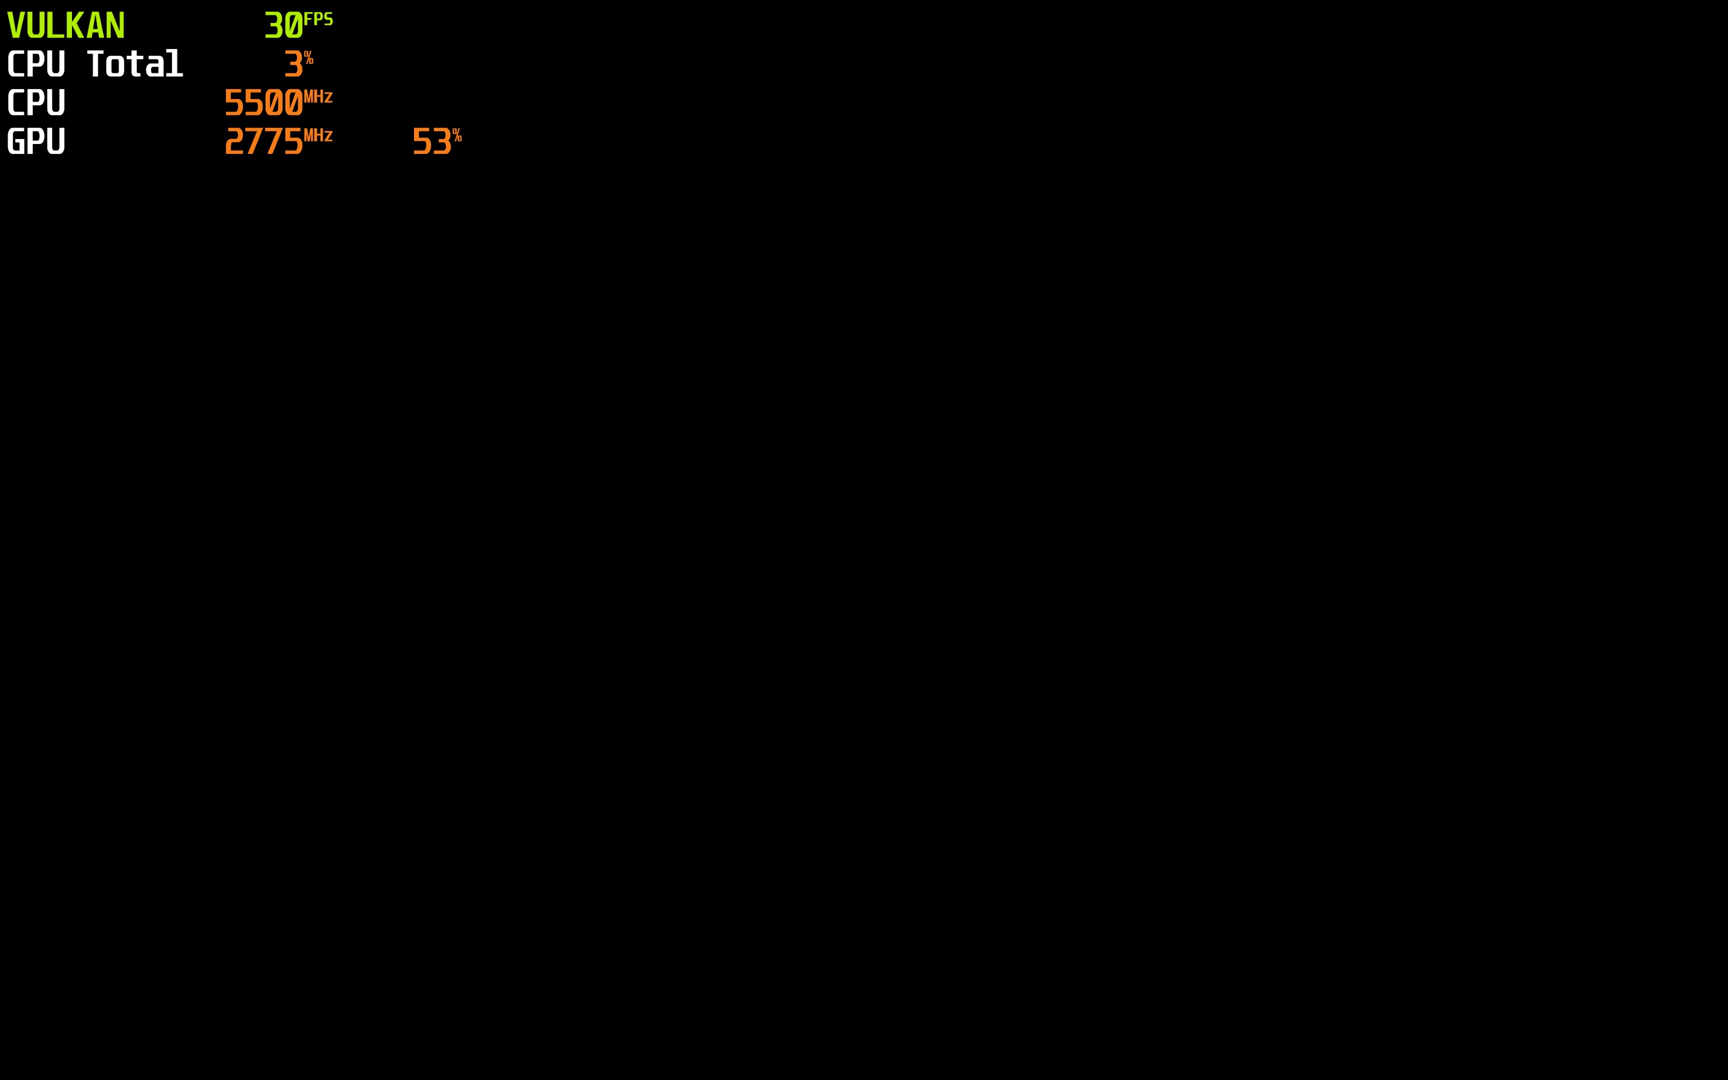 VULKAN 30FPS
CPU Total 3%
CPU 5500MHz
GPU 2775MHz 53%